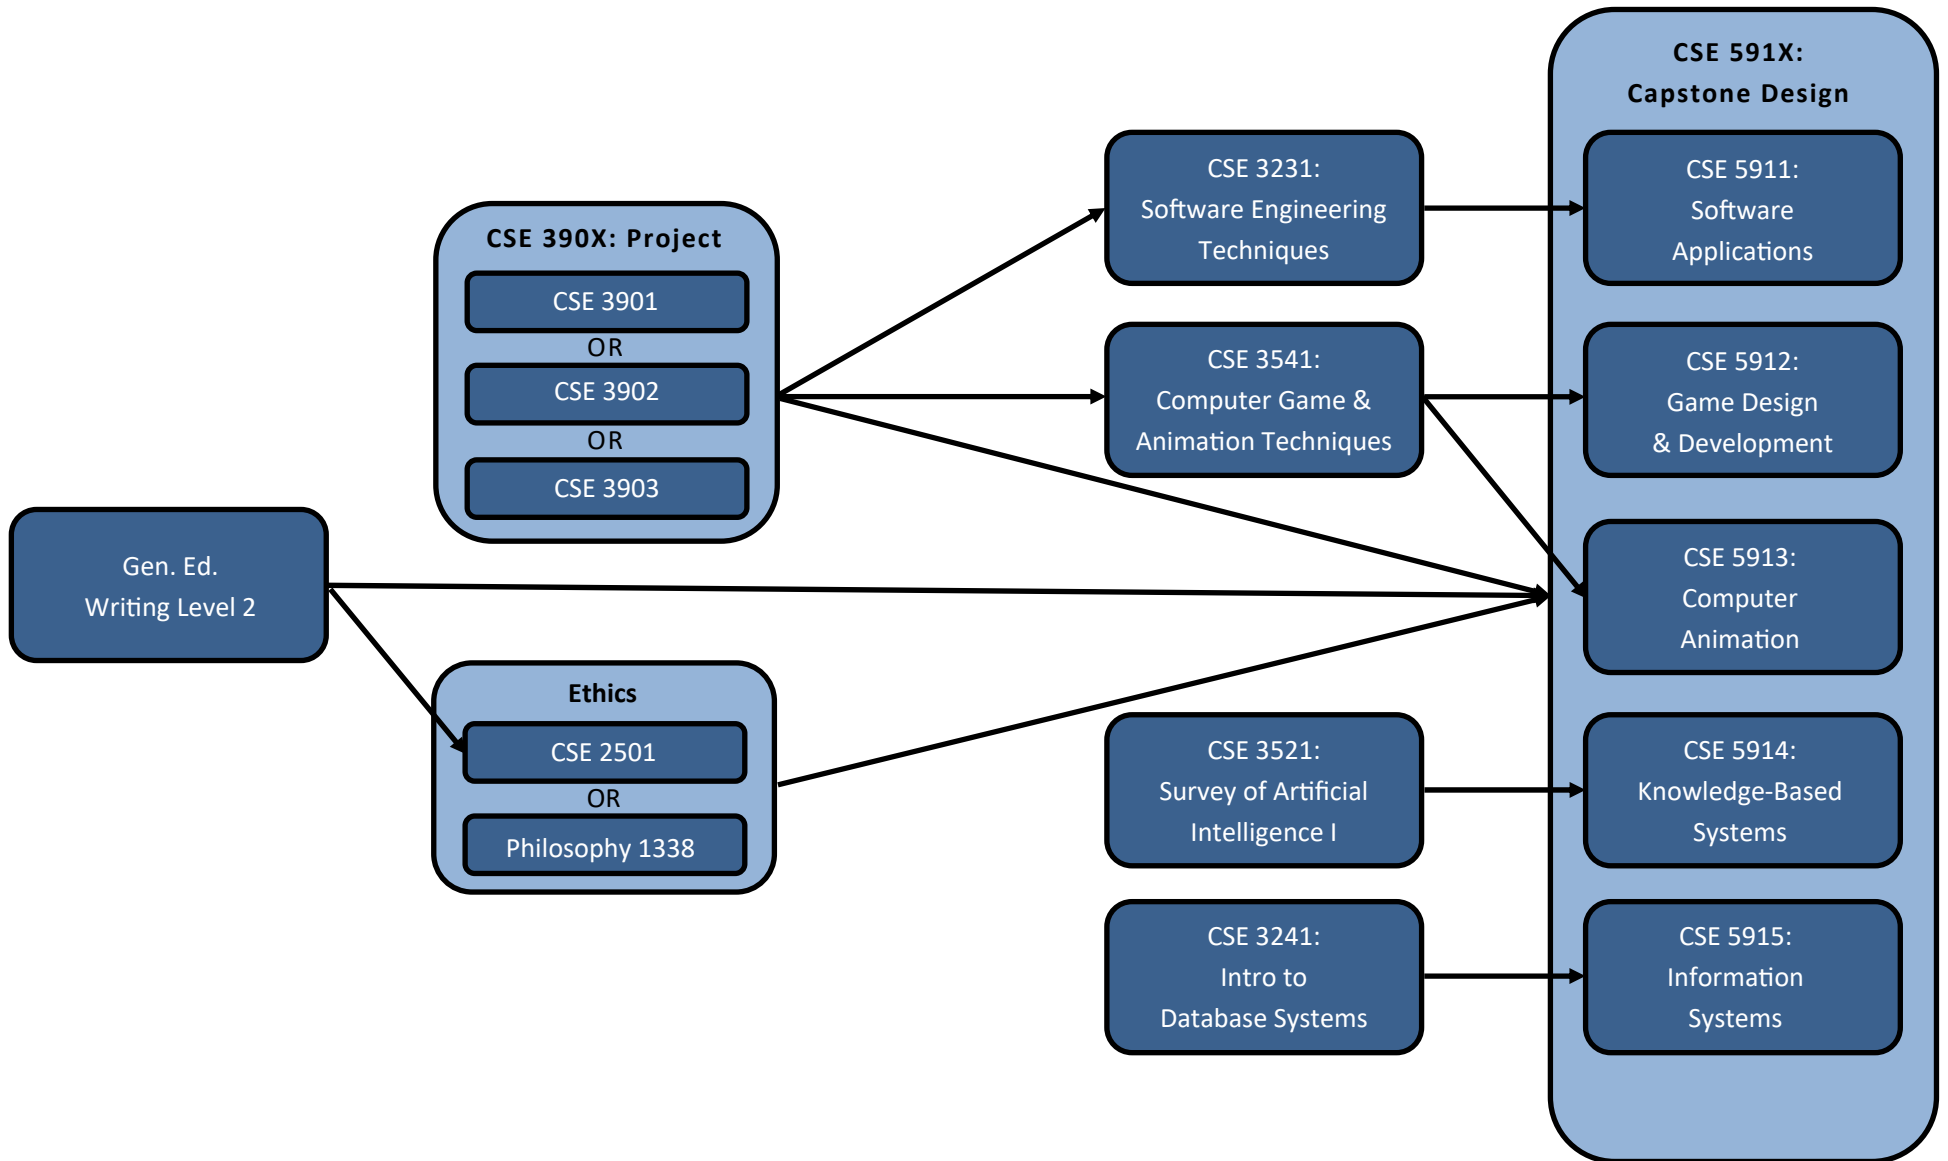 Gen. Ed.
Writing Level 2
CSE 390X: Project
CSE 3901
OR
CSE 3902
OR
CSE 3903
Ethics
CSE 2501
OR
Philosophy 1338
CSE 3231:
Software Engineering
Techniques
CSE 3541:
Computer Game &
Animation Techniques
CSE 3521:
Survey of Artificial
Intelligence I
CSE 3241:
Intro to
Database Systems
CSE 591X:
Capstone Design
CSE 5911:
Software
Applications
CSE 5912:
Game Design
& Development
CSE 5913:
Computer
Animation
CSE 5914:
Knowledge-Based
Systems
CSE 5915:
Information
Systems